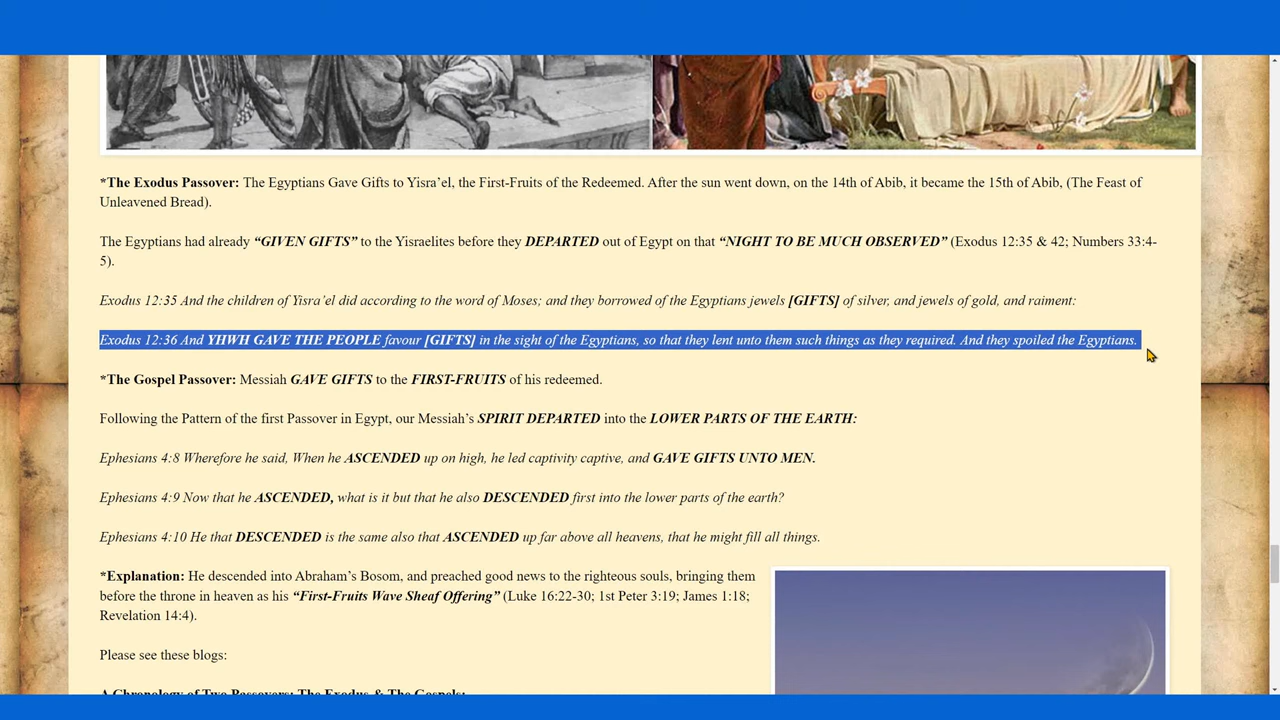 *The Exodus Passover: The Egyptians Gave Gifts to Yisra’el, the First-Fruits of the Redeemed. After the sun went down, on the 14th of Abib, it became the 15th of Abib, (The Feast of
Unleavened Bread).
The Egyptians had already “GIVEN GIFTS” to the Yisraelites before they DEPARTED out of Egypt on that “NIGHT TO BE MUCH OBSERVED” (Exodus 12:35 & 42; Numbers 33:4-
5).
Exodus 12:35 And the children of Yisra’el did according to the word of Moses; and they borrowed of the Egyptians jewels [GIFTS] of silver, and jewels of gold, and raiment:
Exodus 12:36 And YHWH GAVE THE PEOPLE favour [GIFTS] in the sight of the Egyptians, so that they lent unto them such things as they required. And they spoiled the Egyptians.
*The Gospel Passover: Messiah GAVE GIFTS to the FIRST-FRUITS of his redeemed.
Following the Pattern of the first Passover in Egypt, our Messiah’s SPIRIT DEPARTED into the LOWER PARTS OF THE EARTH:
Ephesians 4:8 Wherefore he said, When he ASCENDED up on high, he led captivity captive, and GAVE GIFTS UNTO MEN.
Ephesians 4:9 Now that he ASCENDED, what is it but that he also DESCENDED first into the lower parts of the earth?
Ephesians 4:10 He that DESCENDED is the same also that ASCENDED up far above all heavens, that he might fill all things.
*Explanation: He descended into Abraham’s Bosom, and preached good news to the righteous souls, bringing them
before the throne in heaven as his “First-Fruits Wave Sheaf Offering” (Luke 16:22-30; 1st Peter 3:19; James 1:18;
Revelation 14:4).
Please see these blogs:
A Chronology of Two Passovers: The Exodus & The Gospels: